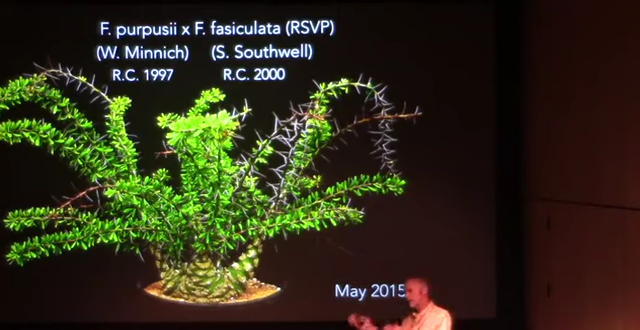 F. purpusii x F. fasiculata (RSVP)
(W. Minnich) (S. Southwell)
R.C. 1997 R.C. 2000
May 2015